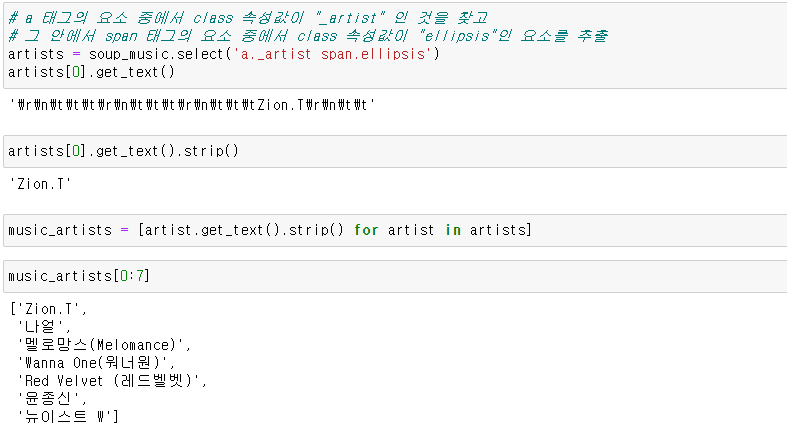 # a 태그의 요소 중에서 class 속성값이 "_artist" 인 것을 찾고
# 그 안에서 span 태그의 요소 중에서 class 속성값이 "ellipsis"인 요소를 추출
artists = soup_music.select('a._artist span.ellipsis')
artists[0].get_text()
'₩r₩n₩t₩t₩t₩r₩n₩t₩t₩t₩r₩n₩t₩t₩tZion.T₩r₩n₩t₩t'
artists[0].get_text().strip()
'Zion.T'
music_artists = [artist.get_text().strip() for artist in artists]
music_artists[0:7]
['Zion.T',
'나얼',
'멜로망스(Melomance)',
'Wanna One(워너원)',
'Red Velvet (레드벨벳)',
'윤종신',
'뉴이스트 W']